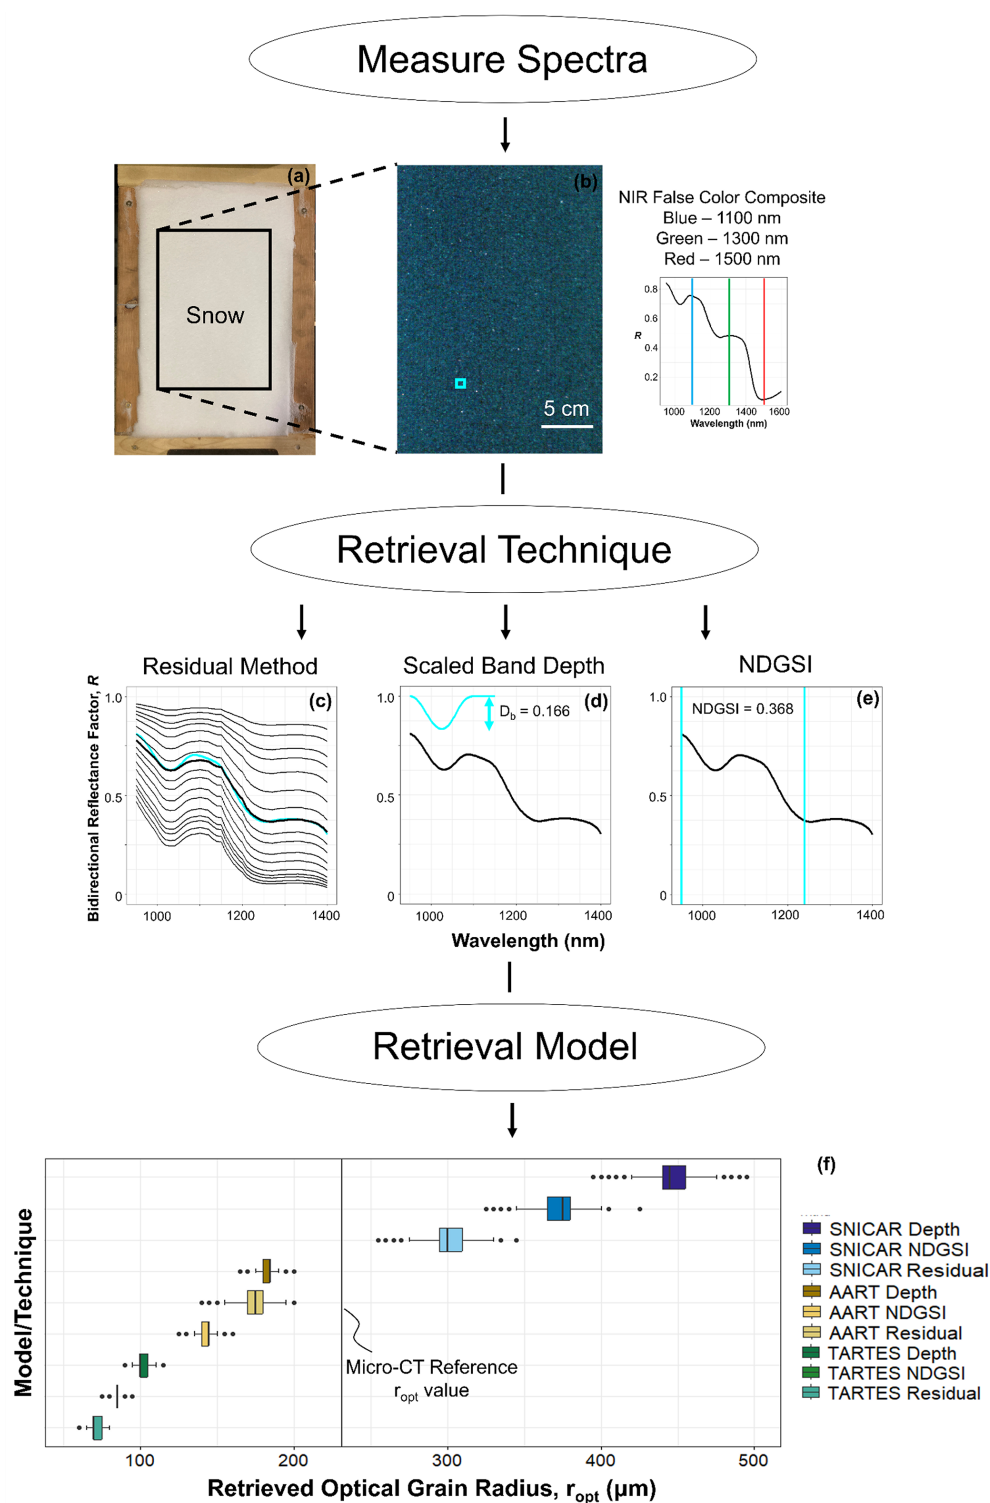 Measure Spectra
(a)
Snow
(b)
5 cm
NIR False Color Composite
Blue – 1100 nm
Green – 1300 nm
Red – 1500 nm
0.8
0.6
R
0.4
0.2
1000 1200 1400 1600
Wavelength (nm)
Retrieval Technique
Residual Method
Scaled Band Depth
NDGSI
Bidirectional Reflectance Factor, R
1.0
0.5
0
(c)
1000 1200 1400
1.0
0.5
0
D_b = 0.166
(d)
1000 1200 1400
1.0
0.5
0
NDGSI = 0.368
(e)
1000 1200 1400
Wavelength (nm)
Retrieval Model
Model/Technique
Micro-CT Reference
r_opt value
100 200 300 400 500
Retrieved Optical Grain Radius, r_opt (μm)
(f)
SNICAR Depth
SNICAR NDGSI
SNICAR Residual
AART Depth
AART NDGSI
AART Residual
TARTES Depth
TARTES NDGSI
TARTES Residual